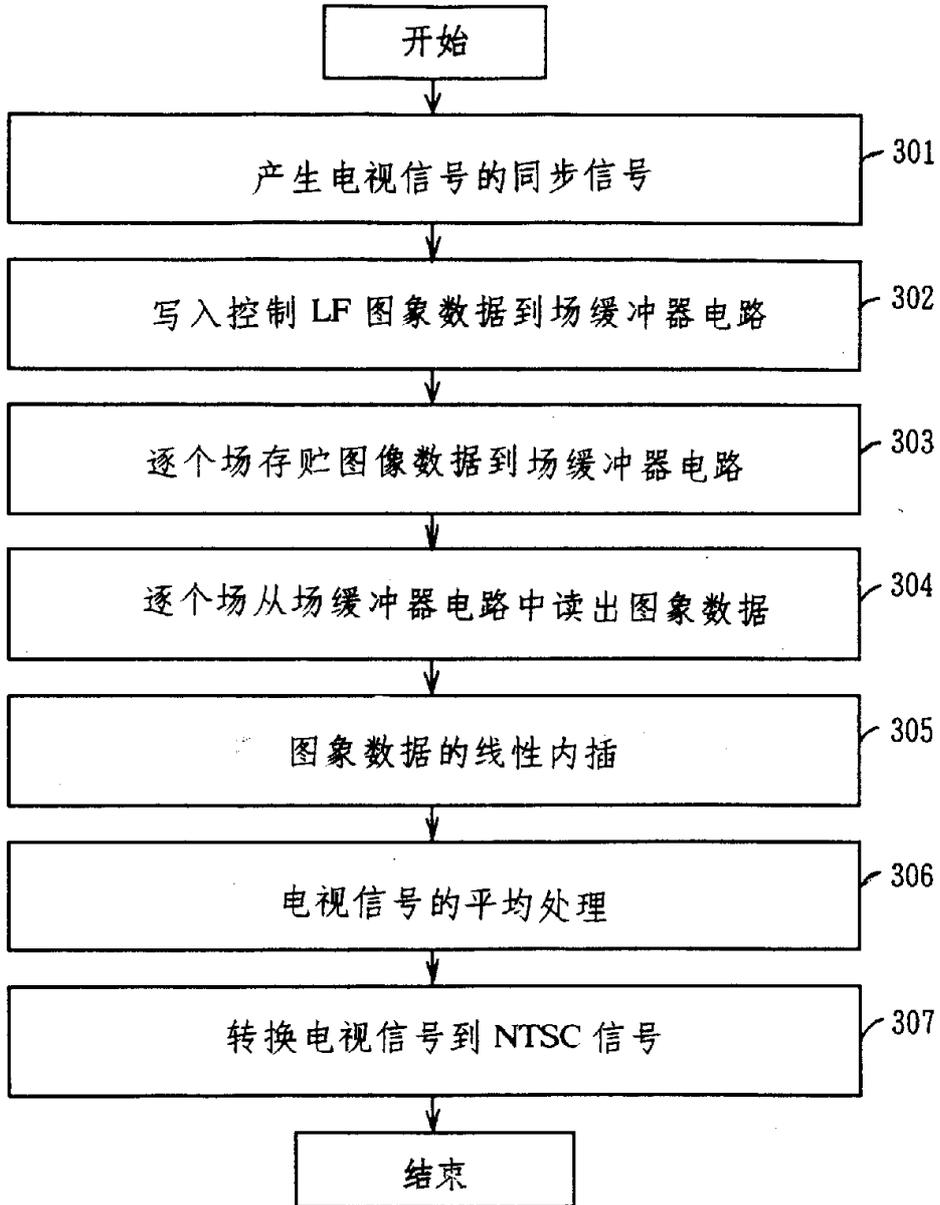 开始
产生电视信号的同步信号
301
写入控制 LF 图象数据到场缓冲器电路
302
逐个场存贮图像数据到场缓冲器电路
303
逐个场从场缓冲器电路中读出图象数据
304
图象数据的线性内插
305
电视信号的平均处理
306
转换电视信号到 NTSC 信号
307
结束